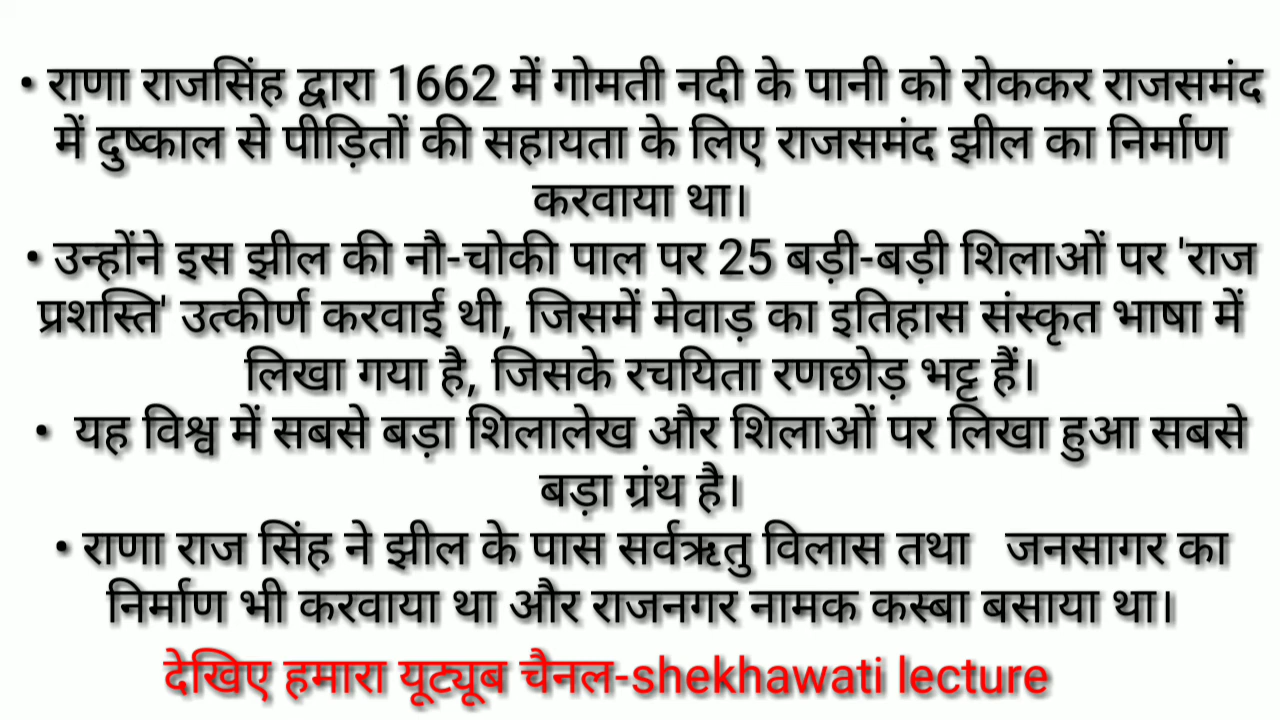 • राणा राजसिंह द्वारा 1662 में गोमती नदी के पानी को रोककर राजसमंद
में दुष्काल से पीड़ितों की सहायता के लिए राजसमंद झील का निर्माण
करवाया था।
• उन्होंने इस झील की नौ-चोकी पाल पर 25 बड़ी-बड़ी शिलाओं पर 'राज
प्रशस्ति' उत्कीर्ण करवाई थी, जिसमें मेवाड़ का इतिहास संस्कृत भाषा में
लिखा गया है, जिसके रचयिता रणछोड़ भट्ट हैं।
• यह विश्व में सबसे बड़ा शिलालेख और शिलाओं पर लिखा हुआ सबसे
बड़ा ग्रंथ है।
• राणा राज सिंह ने झील के पास सर्वऋतु विलास तथा जनसागर का
निर्माण भी करवाया था और राजनगर नामक कस्बा बसाया था।
देखिए हमारा यूट्यूब चैनल-shekhawati lecture